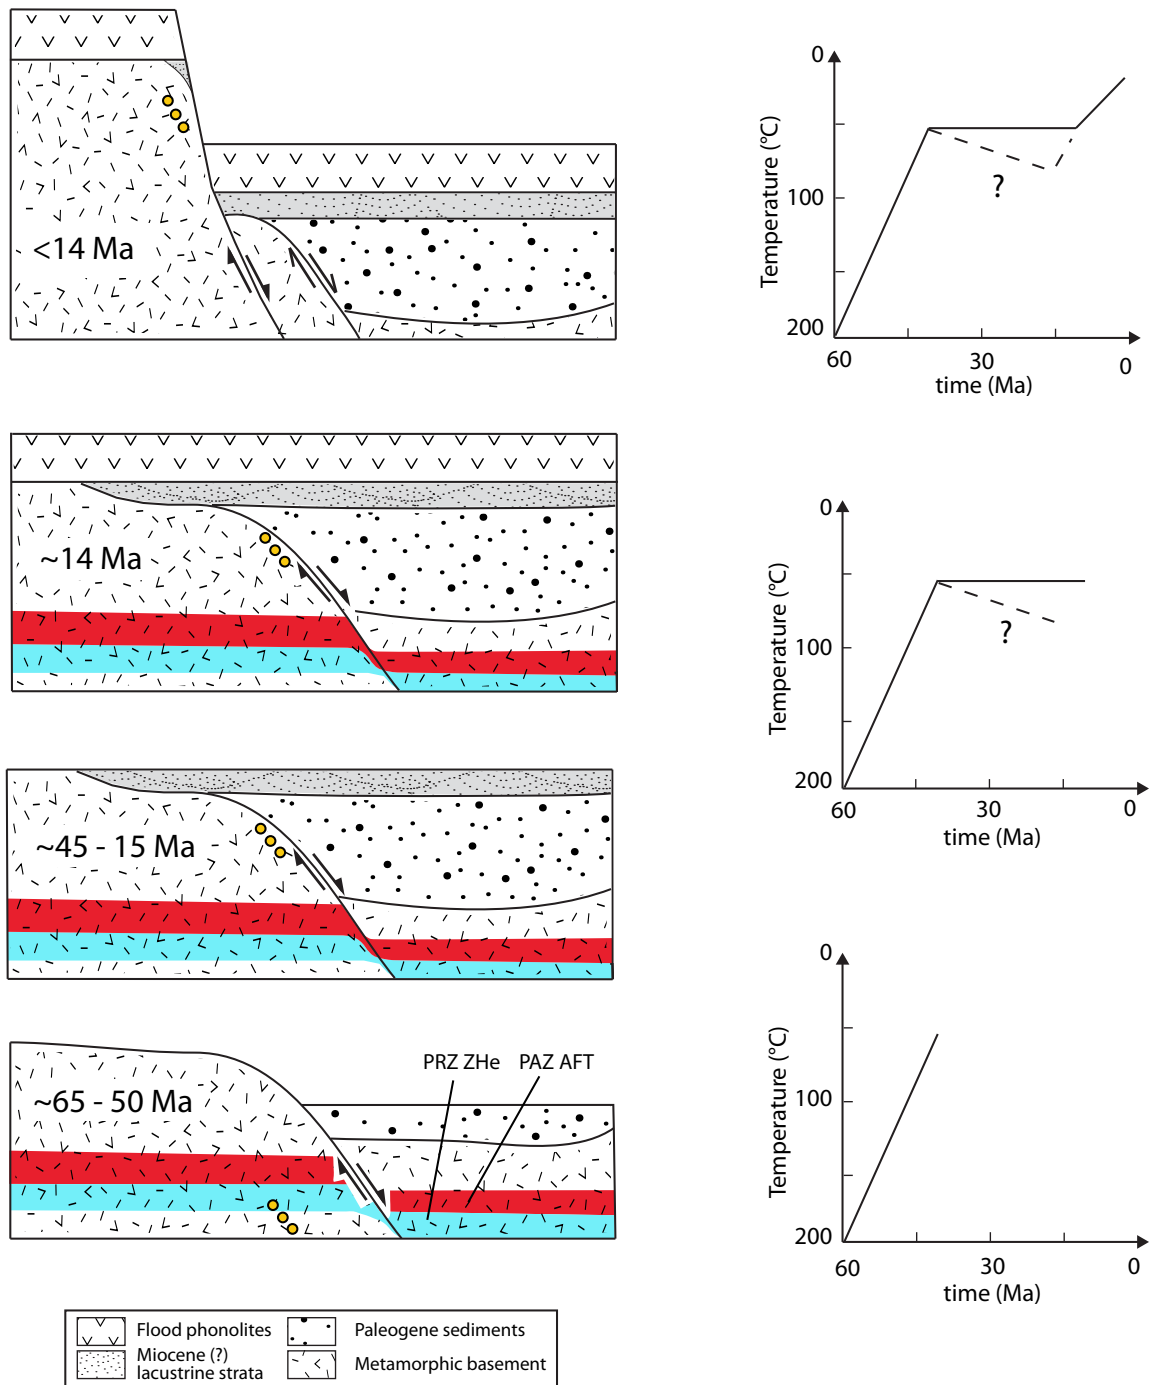 <14 Ma
0
Temperature (°C)
100
200
?
60
30
0
time (Ma)
~14 Ma
0
Temperature (°C)
100
200
?
60
30
0
time (Ma)
~45 - 15 Ma
~65 - 50 Ma
PRZ ZHe
PAZ AFT
0
Temperature (°C)
100
200
60
30
0
time (Ma)
Flood phonolites
Paleogene sediments
Miocene (?)
lacustrine strata
Metamorphic basement